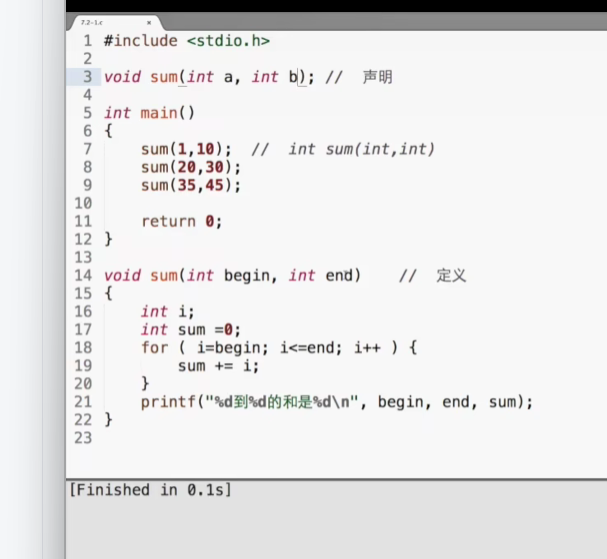 7.2-1.c ×
1 #include <stdio.h>
2
3 void sum(int a, int b); // 声明
4
5 int main()
6 {
7 sum(1,10); // int sum(int,int)
8 sum(20,30);
9 sum(35,45);
10
11 return 0;
12 }
13
14 void sum(int begin, int end) // 定义
15 {
16 int i;
17 int sum =0;
18 for ( i=begin; i<=end; i++ ) {
19 sum += i;
20 }
21 printf("%d到%d的和是%d\n", begin, end, sum);
22 }
23
[Finished in 0.1s]